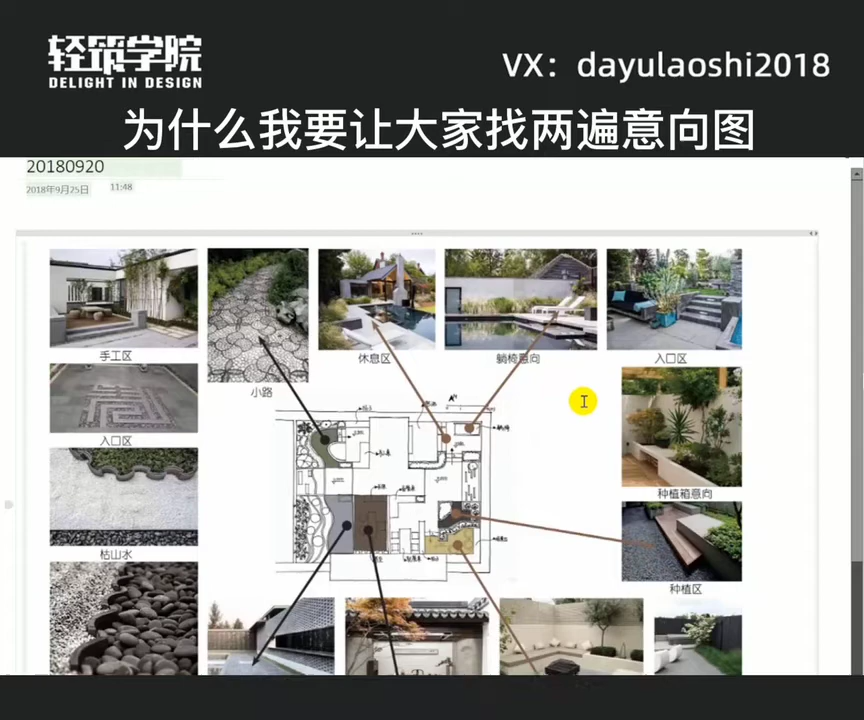 轻筑学院
DELIGHT IN DESIGN
VX：dayulaoshi2018
为什么我要让大家找两遍意向图
20180920
2018年9月25日 11:48
手工区
小路
休息区
躺椅意向
入口区
入口区
种植箱意向
枯山水
种植区